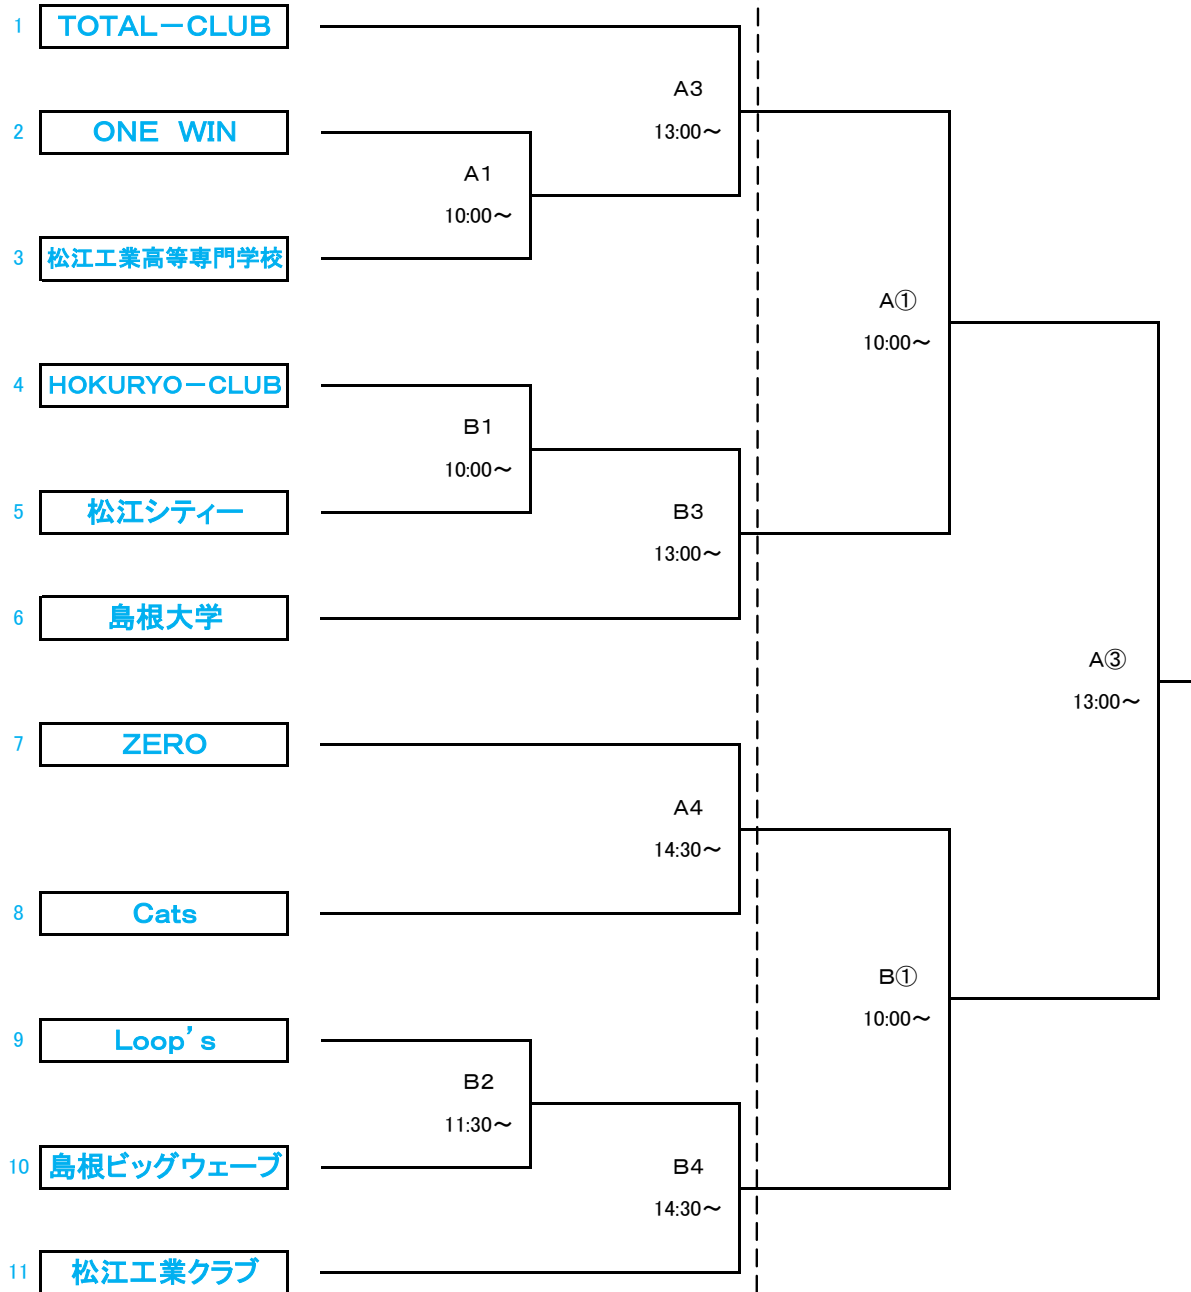 1 TOTAL－CLUB
A3
13:00～
2 ONE　WIN
A1
10:00～
3 松江工業高等専門学校
A①
10:00～
4 HOKURYO－CLUB
B1
10:00～
5 松江シティー
B3
13:00～
6 島根大学
A③
13:00～
7 ZERO
A4
14:30～
8 Cats
B①
10:00～
9 Loop’s
B2
11:30～
10 島根ビッグウェーブ
B4
14:30～
11 松江工業クラブ